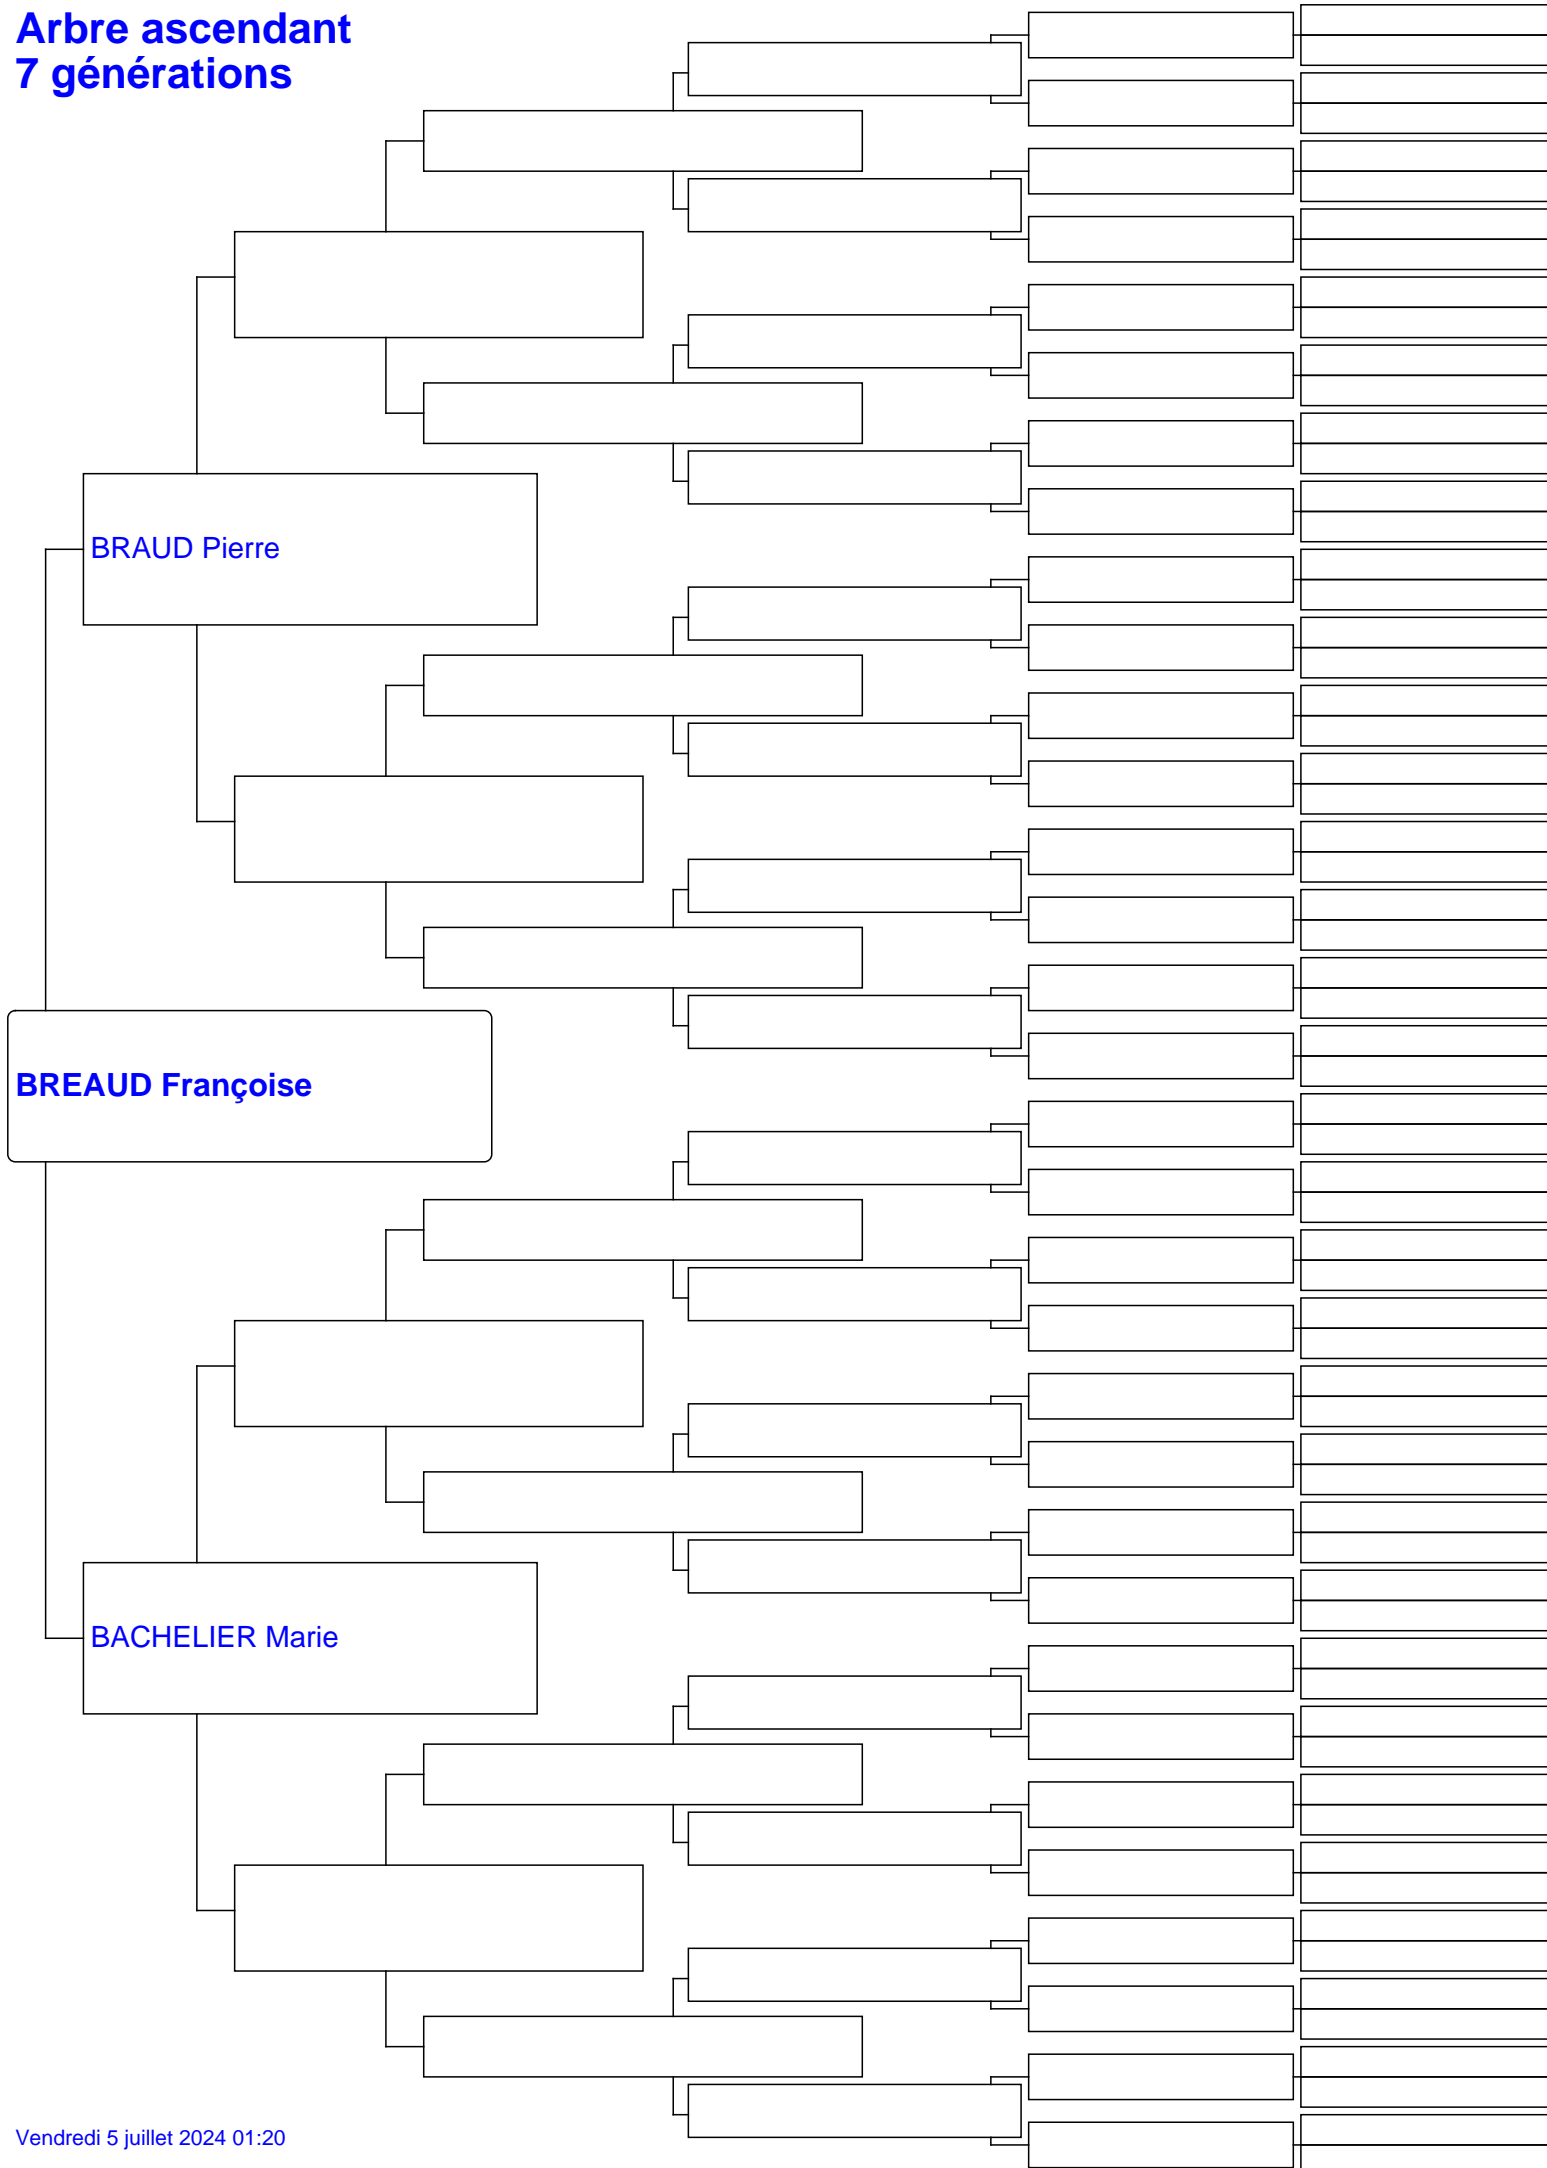 Arbre ascendant
7 générations
BRAUD Pierre
BREAUD Françoise
BACHELIER Marie
Vendredi 5 juillet 2024 01:20